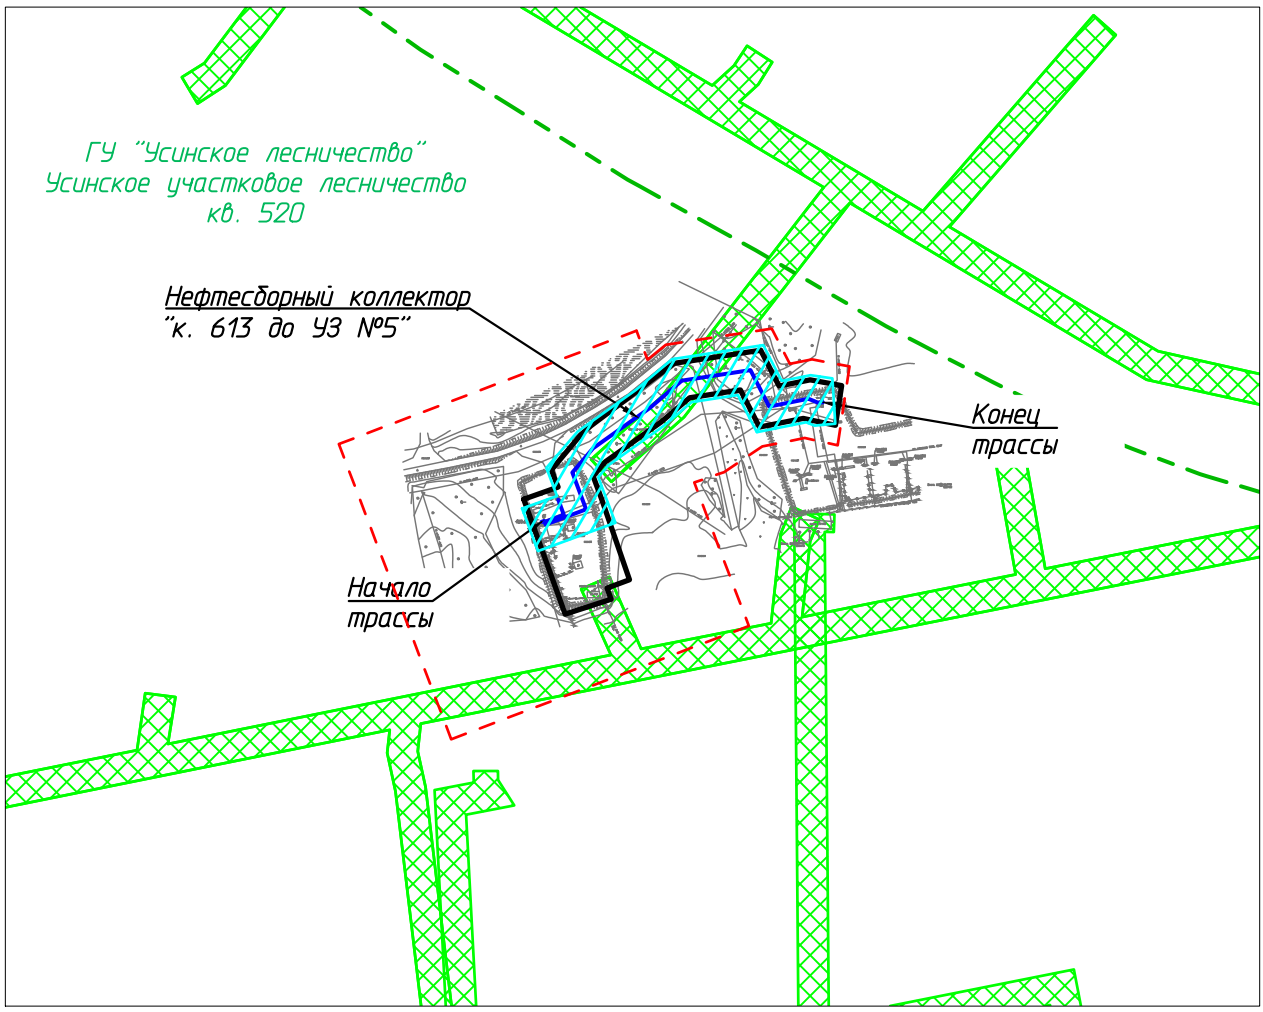 ГУ "Усинское лесничество"
Усинское участковое лесничество
кв. 520
Нефтесборный коллектор
"к. 613 до УЗ №5"
Конец
трассы
Начало
трассы